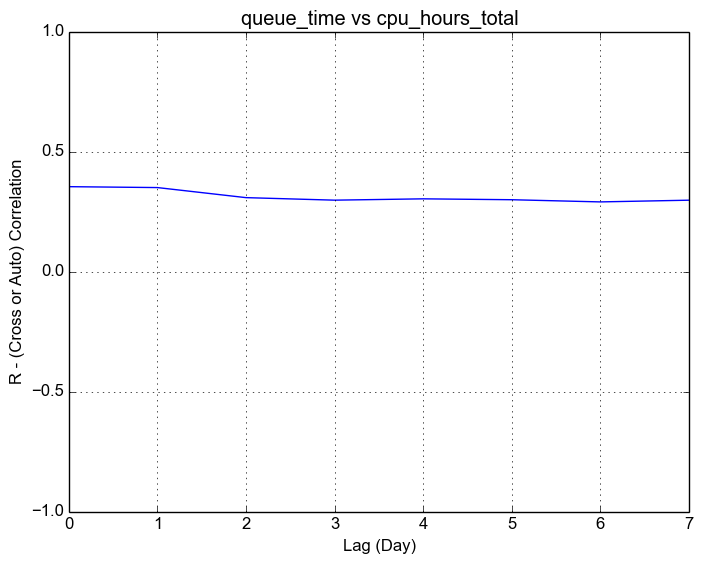 queue_time vs cpu_hours_total
R - (Cross or Auto) Correlation
1.0
0.5
0.0
−0.5
−1.0
0 1 2 3 4 5 6 7
Lag (Day)